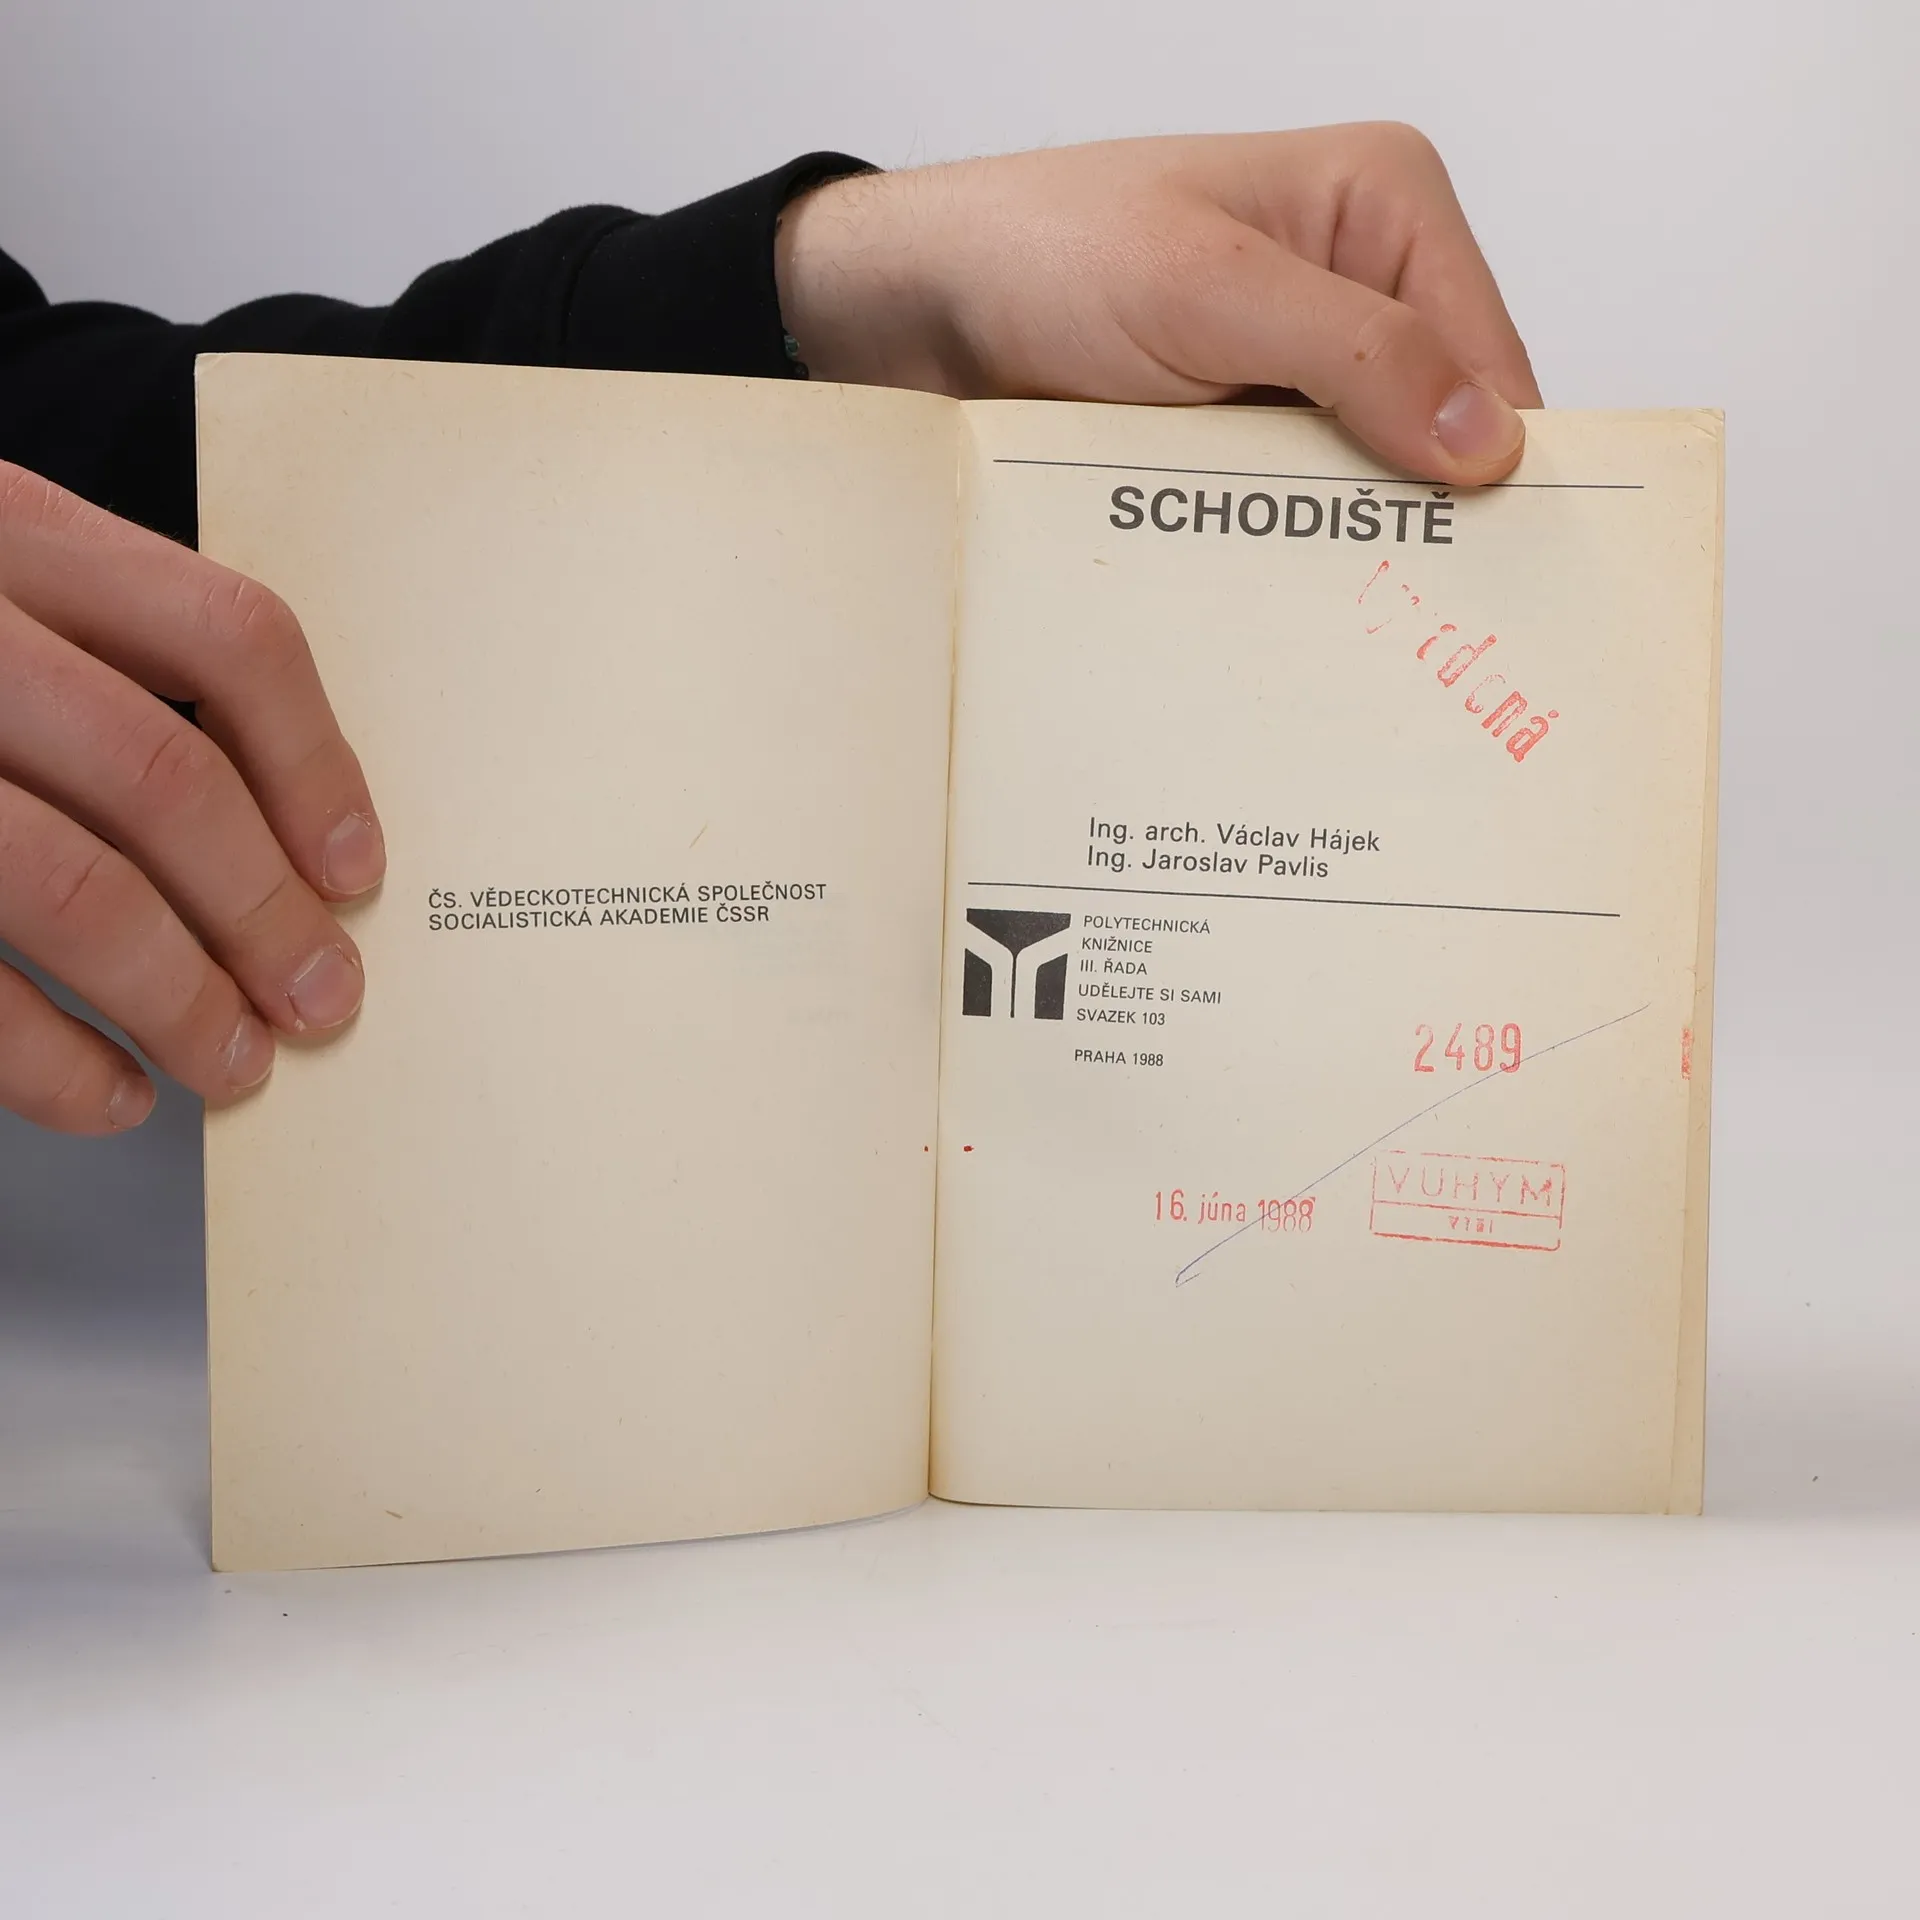 ČS. VĚDECKOTECHNICKÁ SPOLEČNOST
SOCIALISTICKÁ AKADEMIE ČSSR
SCHODIŠTĚ
Ing. arch. Václav Hájek
Ing. Jaroslav Pavlis
POLYTECHNICKÁ
KNIŽNICE
III. ŘADA
UDĚLEJTE SI SAMI
SVAZEK 103
PRAHA 1988
2489
16. júna 1988
VUHYM